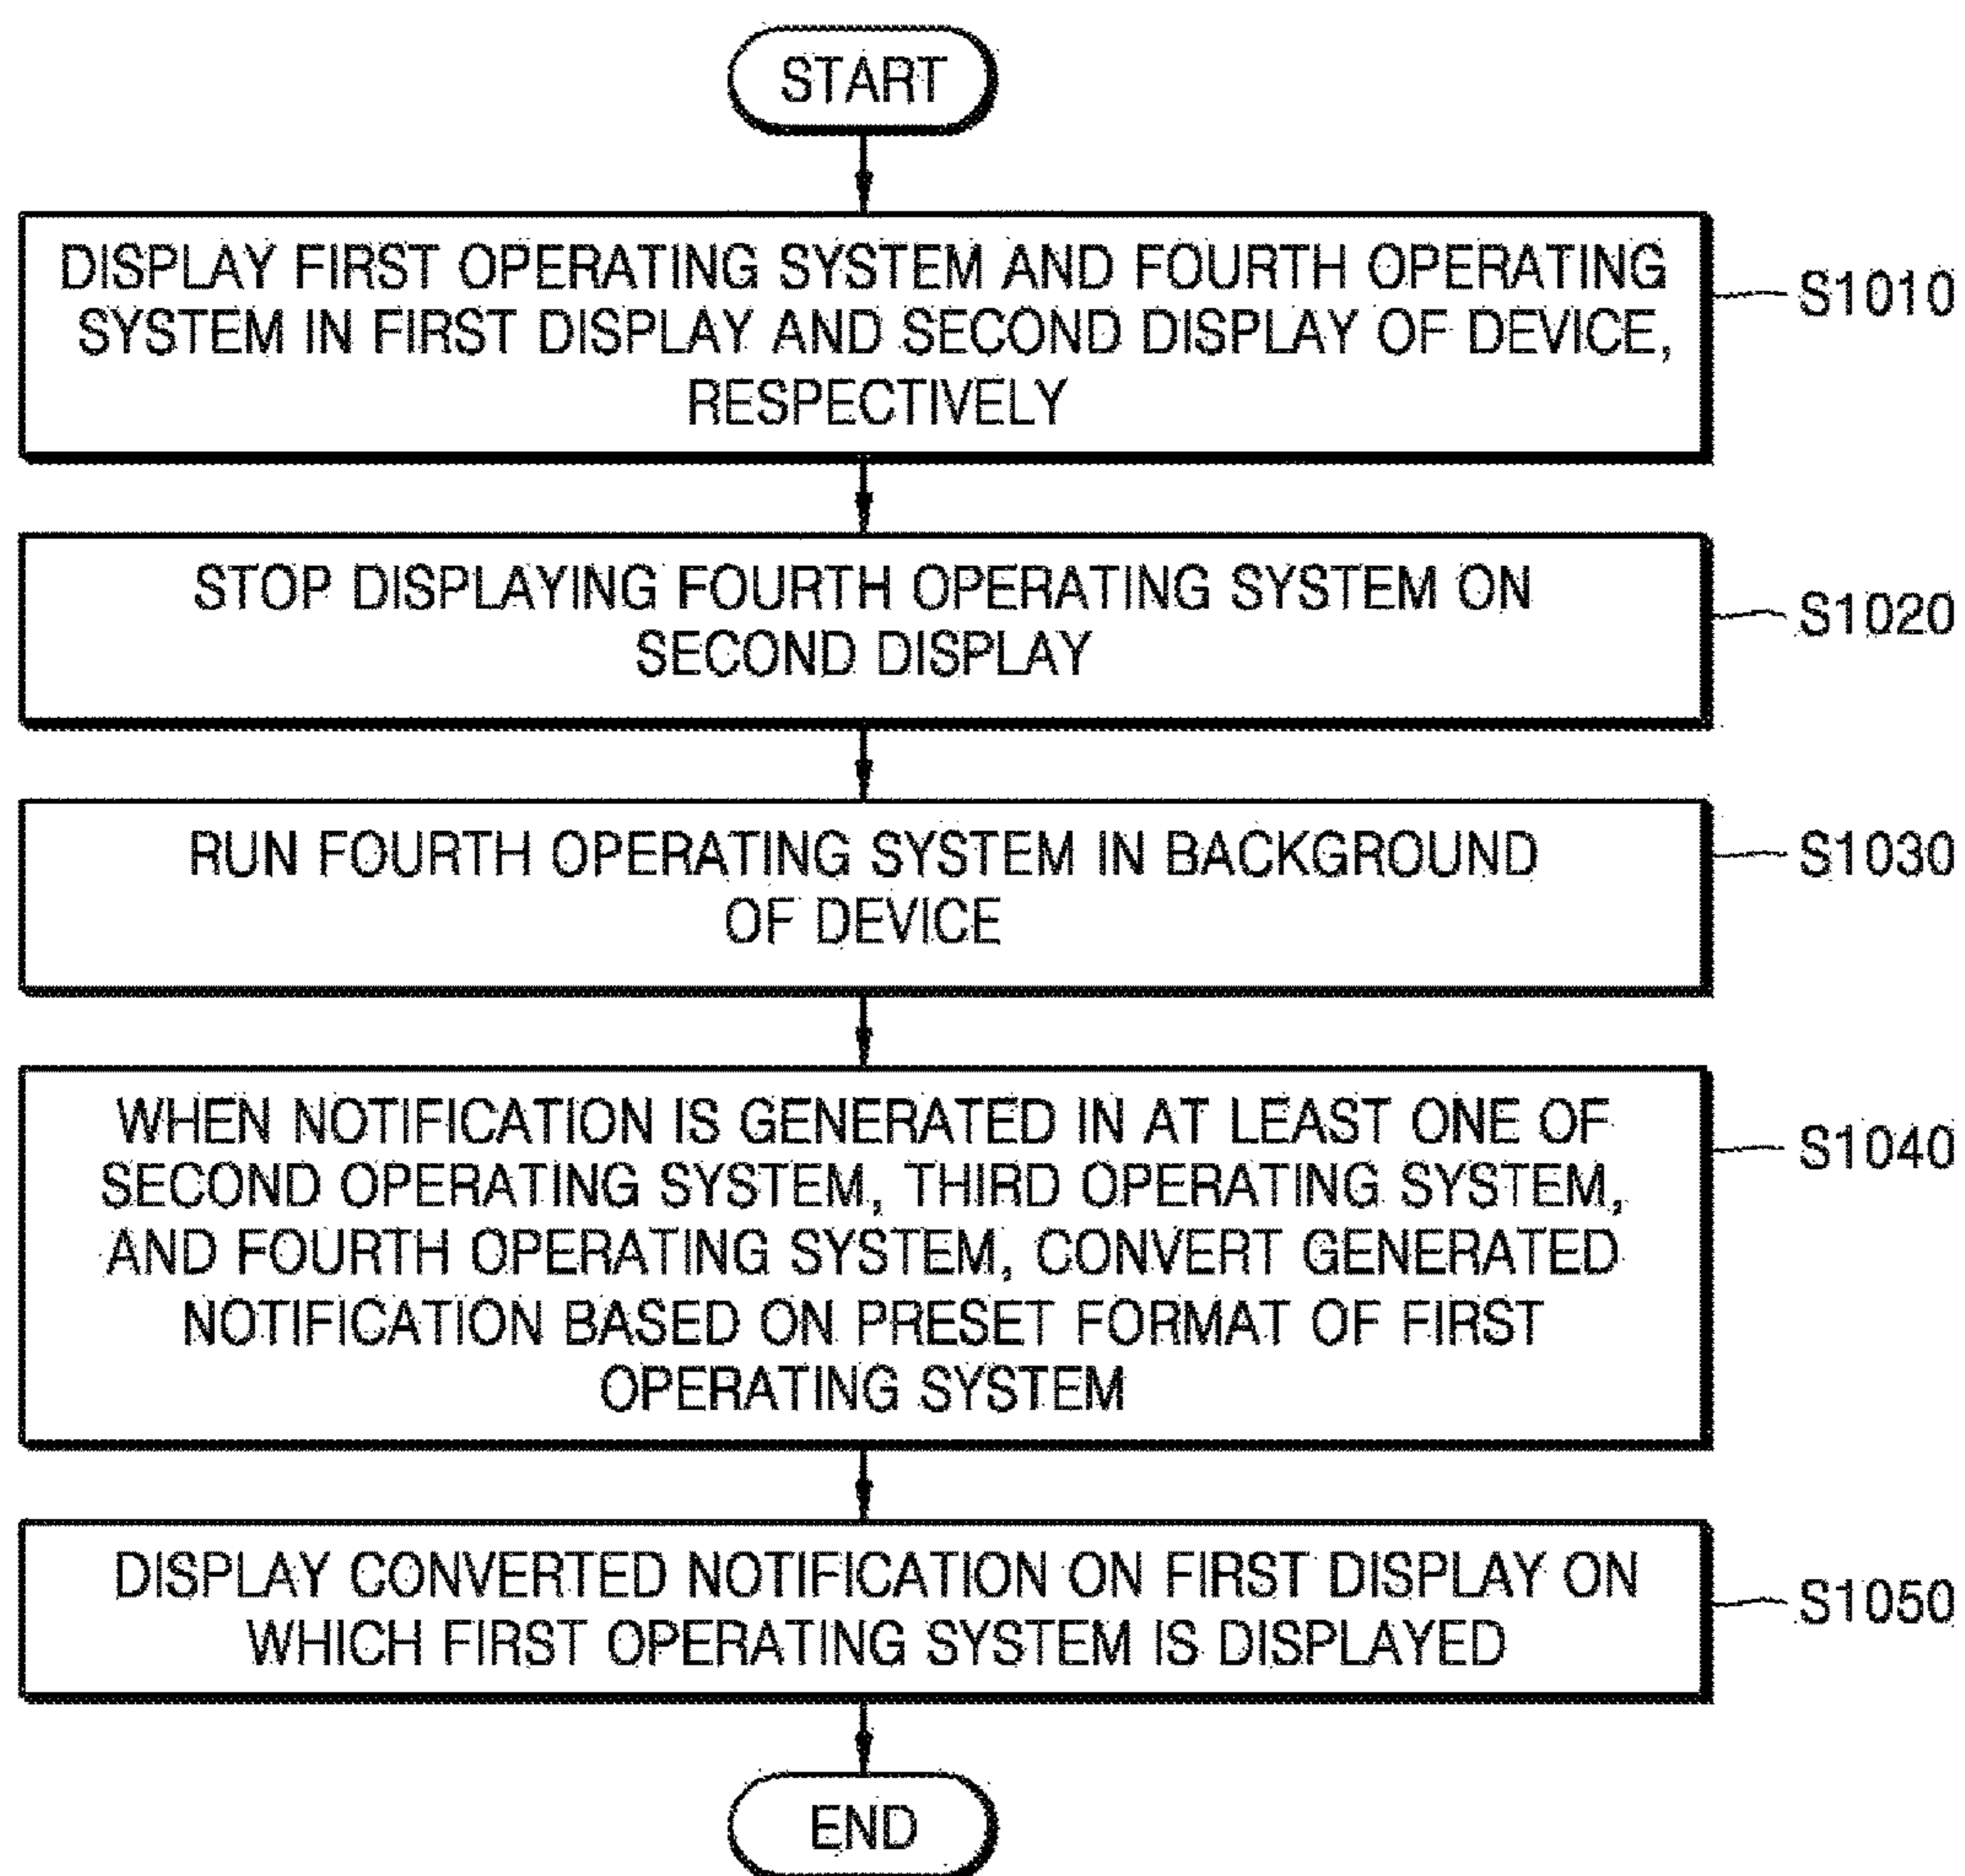 START
DISPLAY FIRST OPERATING SYSTEM AND FOURTH OPERATING
SYSTEM IN FIRST DISPLAY AND SECOND DISPLAY OF DEVICE,
RESPECTIVELY
S1010
STOP DISPLAYING FOURTH OPERATING SYSTEM ON
SECOND DISPLAY
S1020
RUN FOURTH OPERATING SYSTEM IN BACKGROUND
OF DEVICE
S1030
WHEN NOTIFICATION IS GENERATED IN AT LEAST ONE OF
SECOND OPERATING SYSTEM, THIRD OPERATING SYSTEM,
AND FOURTH OPERATING SYSTEM, CONVERT GENERATED
NOTIFICATION BASED ON PRESET FORMAT OF FIRST
OPERATING SYSTEM
S1040
DISPLAY CONVERTED NOTIFICATION ON FIRST DISPLAY ON
WHICH FIRST OPERATING SYSTEM IS DISPLAYED
S1050
END